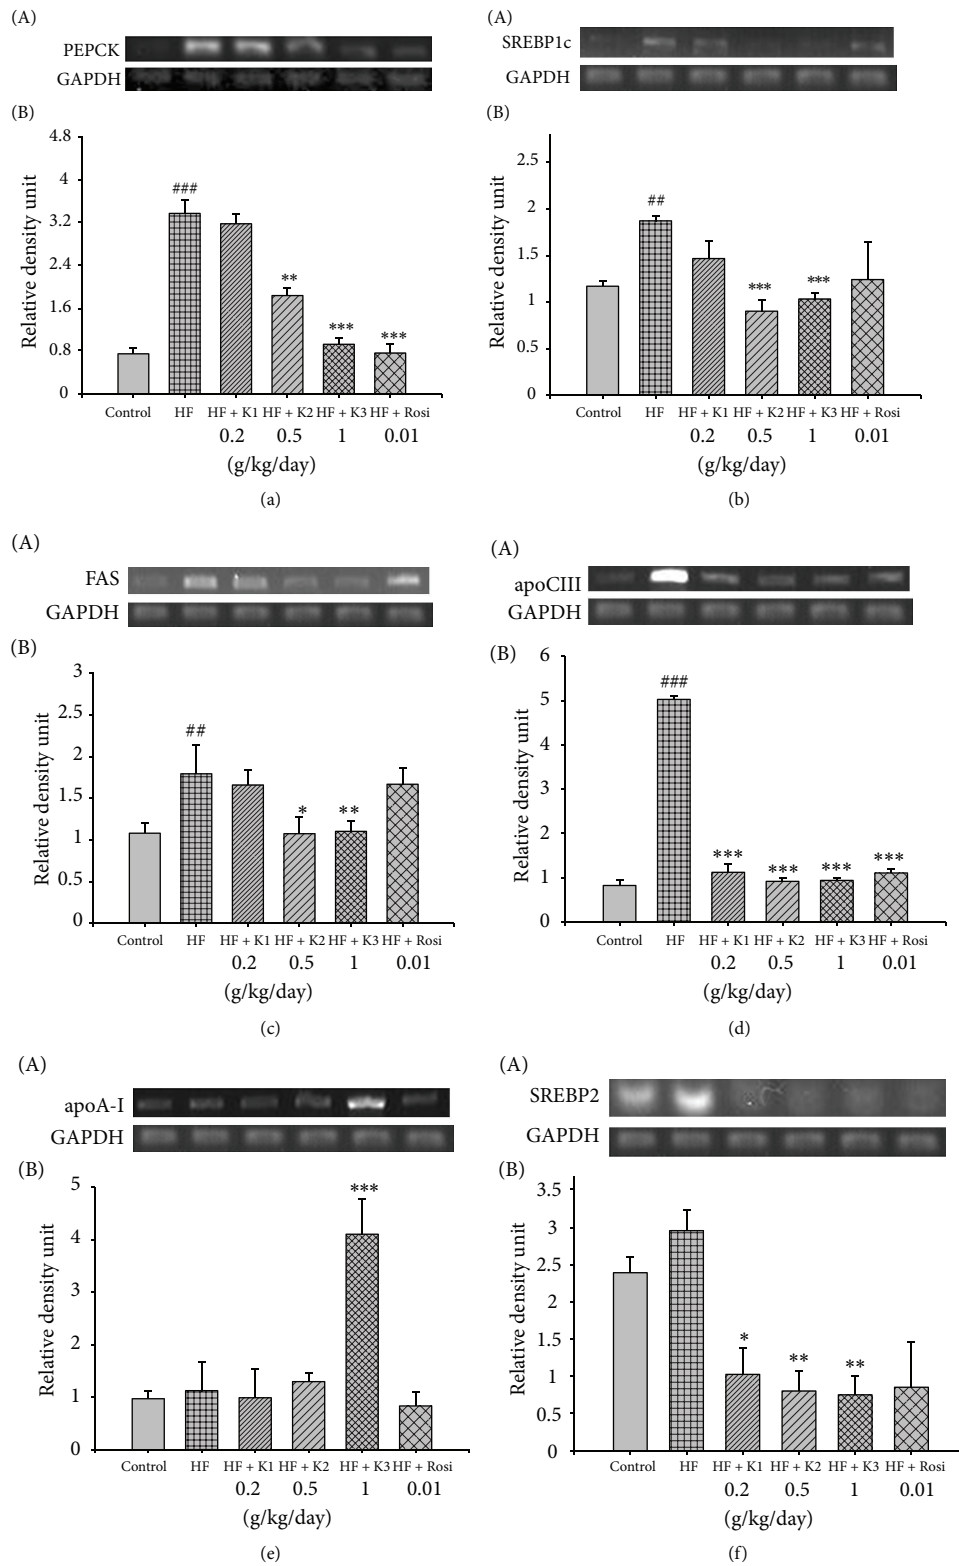 (A)
PEPCK
GAPDH
(B)
4.8
4
3.2
2.4
1.6
0.8
0
Relative density unit
###
**
***
***
Control HF HF + K1 HF + K2 HF + K3 HF + Rosi
0.2 0.5 1 0.01
(g/kg/day)
(a)
(A)
SREBP1c
GAPDH
(B)
2.5
2
1.5
1
0.5
0
Relative density unit
##
***
***
Control HF HF + K1 HF + K2 HF + K3 HF + Rosi
0.2 0.5 1 0.01
(g/kg/day)
(b)
(A)
FAS
GAPDH
(B)
3
2.5
2
1.5
1
0.5
0
Relative density unit
##
*
**
Control HF HF + K1 HF + K2 HF + K3 HF + Rosi
0.2 0.5 1 0.01
(g/kg/day)
(c)
(A)
apoCIII
GAPDH
(B)
6
5
4
3
2
1
0
Relative density unit
###
***
***
***
***
Control HF HF + K1 HF + K2 HF + K3 HF + Rosi
0.2 0.5 1 0.01
(g/kg/day)
(d)
(A)
apoA-I
GAPDH
(B)
5
4
3
2
1
0
Relative density unit
***
Control HF HF + K1 HF + K2 HF + K3 HF + Rosi
0.2 0.5 1 0.01
(g/kg/day)
(e)
(A)
SREBP2
GAPDH
(B)
3.5
3
2.5
2
1.5
1
0.5
0
Relative density unit
*
**
**
Control HF HF + K1 HF + K2 HF + K3 HF + Rosi
0.2 0.5 1 0.01
(g/kg/day)
(f)